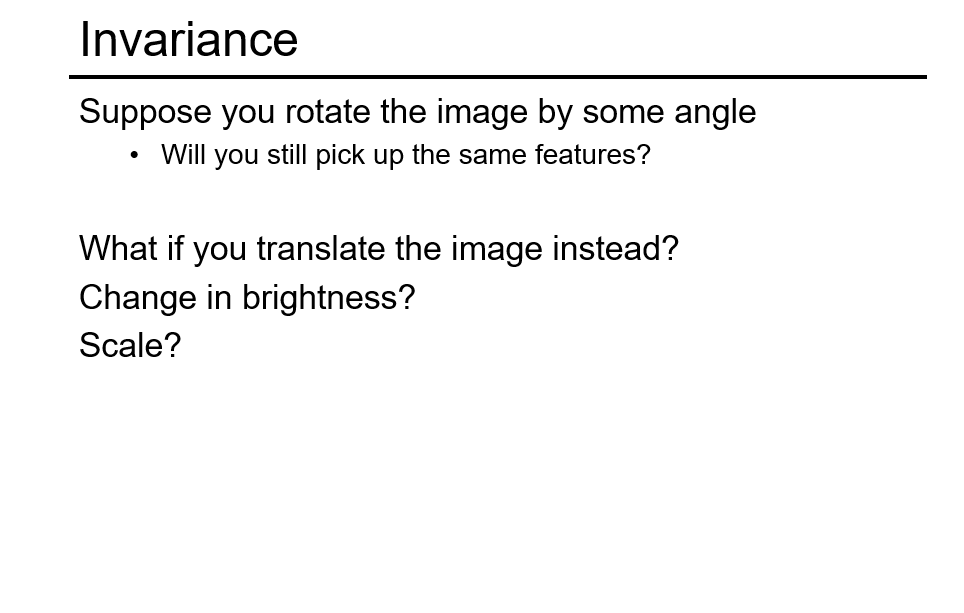 Invariance
Suppose you rotate the image by some angle
• Will you still pick up the same features?
What if you translate the image instead?
Change in brightness?
Scale?